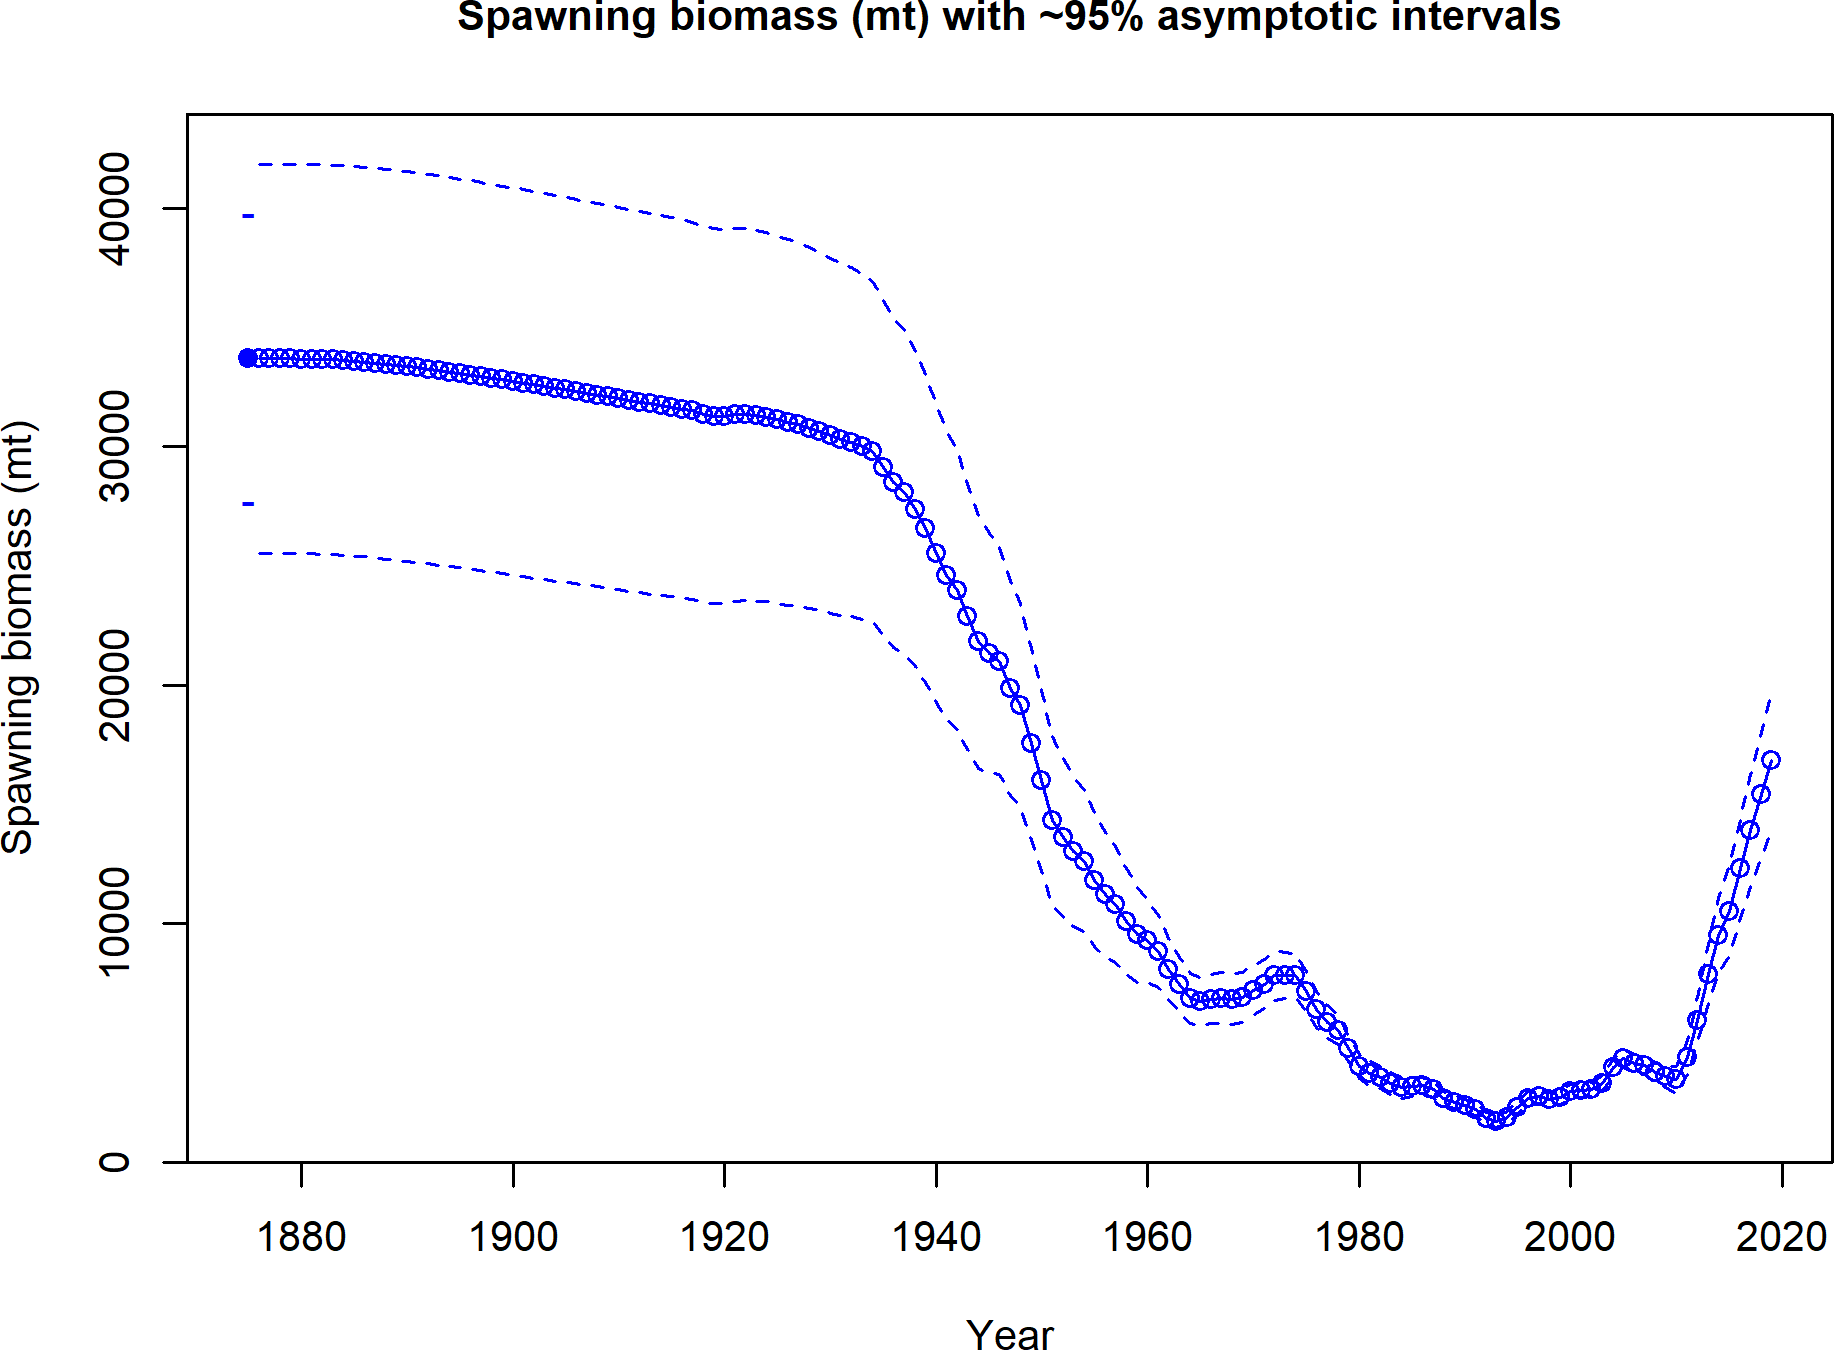 Spawning biomass (mt) with ~95% asymptotic intervals
Spawning biomass (mt)
40000
30000
20000
10000
0
1880 1900 1920 1940 1960 1980 2000 2020
Year